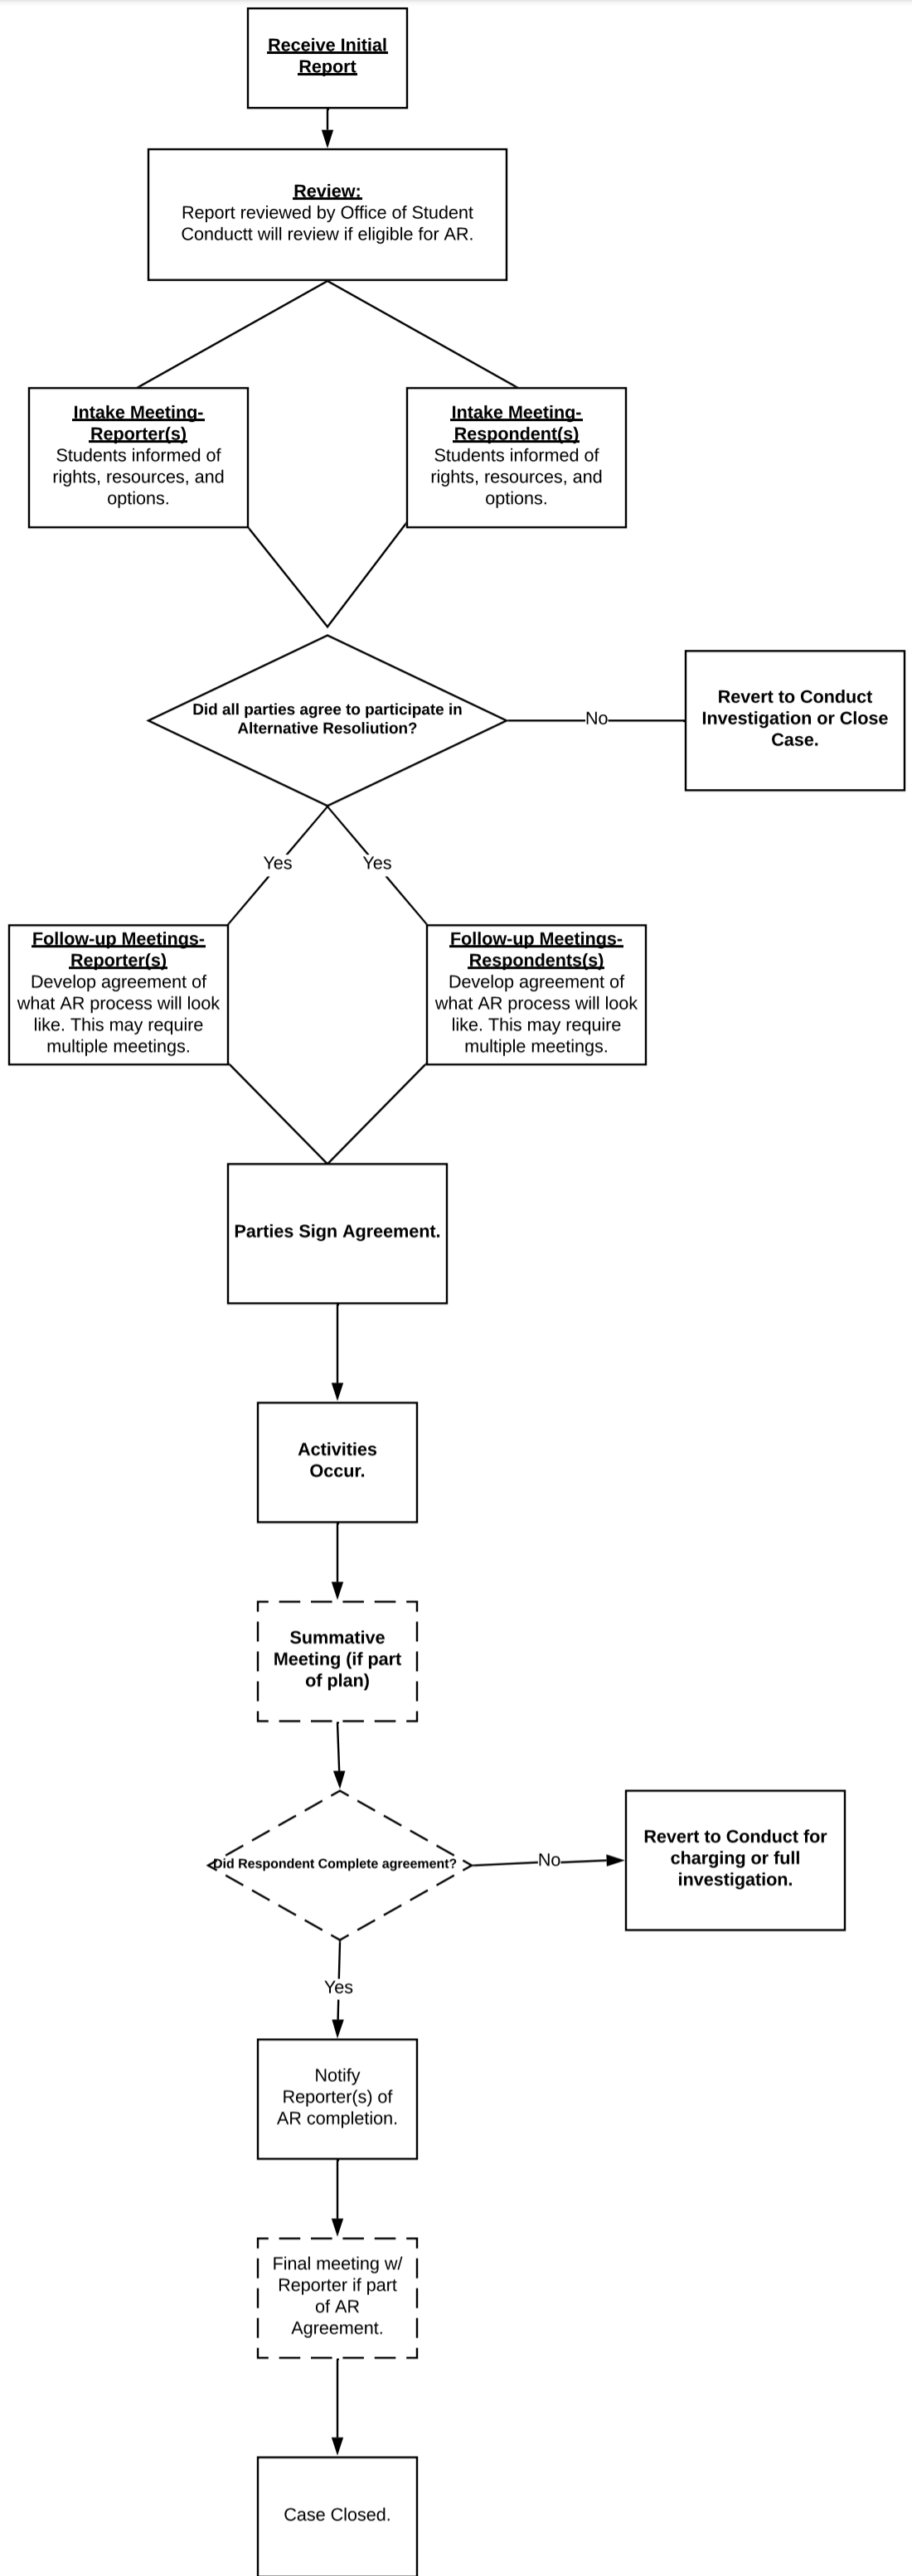 Receive Initial
Report
Review:
Report reviewed by Office of Student
Conductt will review if eligible for AR.
Intake Meeting-
Reporter(s)
Students informed of
rights, resources, and
options.
Intake Meeting-
Respondent(s)
Students informed of
rights, resources, and
options.
Did all parties agree to participate in
Alternative Resoliution?
No
Revert to Conduct
Investigation or Close
Case.
Yes
Yes
Follow-up Meetings-
Reporter(s)
Develop agreement of
what AR process will look
like. This may require
multiple meetings.
Follow-up Meetings-
Respondents(s)
Develop agreement of
what AR process will look
like. This may require
multiple meetings.
Parties Sign Agreement.
Activities
Occur.
Summative
Meeting (if part
of plan)
Did Respondent Complete agreement?
No
Revert to Conduct for
charging or full
investigation.
Yes
Notify
Reporter(s) of
AR completion.
Final meeting w/
Reporter if part
of AR
Agreement.
Case Closed.